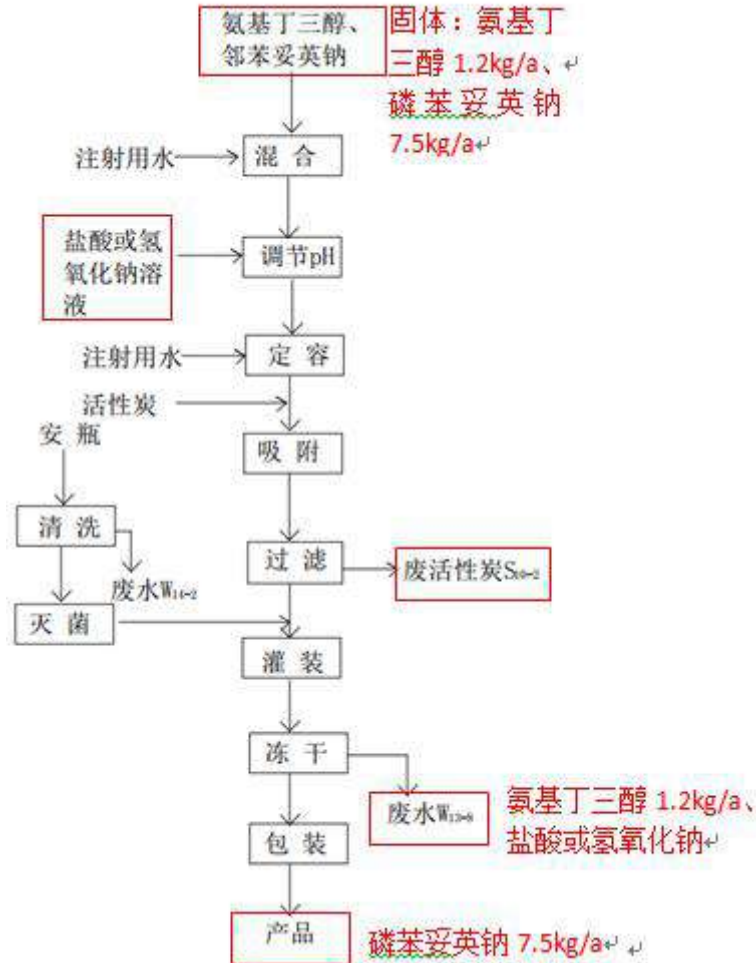 氨基丁三醇、
邻苯妥英钠
固体：氨基丁
三醇 1.2kg/a、
磷苯妥英钠
7.5kg/a
注射用水
混 合
盐酸或氢
氧化钠溶
液
调节pH
注射用水
定 容
活性炭
安 瓶
吸 附
清 洗
过 滤
废活性炭S₁₀₋₂
废水W₁₄₋₂
灭 菌
灌 装
冻 干
废水W₁₃₋₈
氨基丁三醇 1.2kg/a、
盐酸或氢氧化钠
包 装
产品
磷苯妥英钠 7.5kg/a